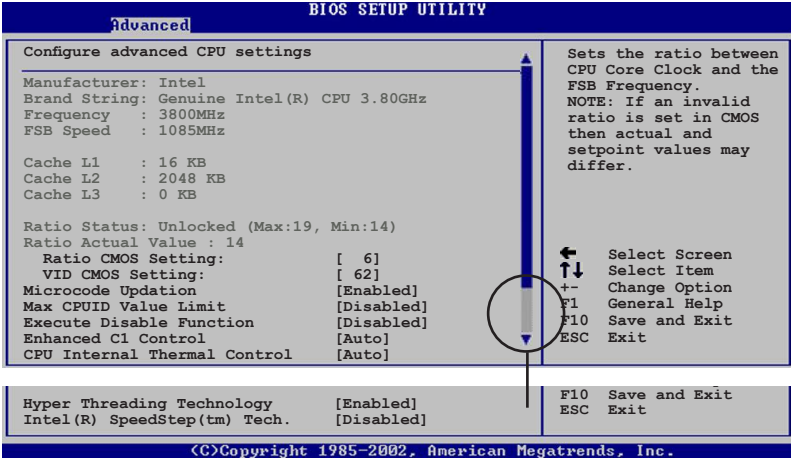 BIOS SETUP UTILITY
Advanced
Configure advanced CPU settings
Manufacturer: Intel
Brand String: Genuine Intel(R) CPU 3.80GHz
Frequency : 3800MHz
FSB Speed : 1085MHz
Cache L1 : 16 KB
Cache L2 : 2048 KB
Cache L3 : 0 KB
Ratio Status: Unlocked (Max:19, Min:14)
Ratio Actual Value : 14
Ratio CMOS Setting: [ 6]
VID CMOS Setting: [ 62]
Microcode Updation [Enabled]
Max CPUID Value Limit [Disabled]
Execute Disable Function [Disabled]
Enhanced C1 Control [Auto]
CPU Internal Thermal Control [Auto]
Sets the ratio between
CPU Core Clock and the
FSB Frequency.
NOTE: If an invalid
ratio is set in CMOS
then actual and
setpoint values may
differ.
← Select Screen
↑↓ Select Item
+- Change Option
F1 General Help
F10 Save and Exit
ESC Exit
Hyper Threading Technology [Enabled]
Intel(R) SpeedStep(tm) Tech. [Disabled]
F10 Save and Exit
ESC Exit
(C)Copyright 1985-2002, American Megatrends, Inc.